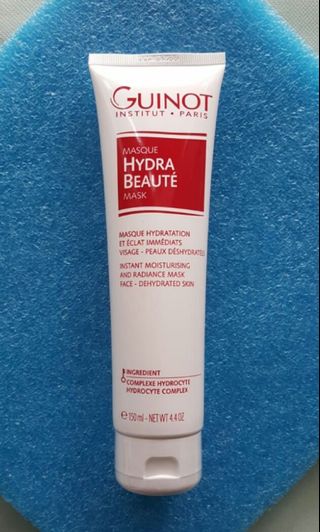 GUINOT
INSTITUT • PARIS
MASQUE
HYDRA
BEAUTÉ
MASK
MASQUE HYDRATATION
ET ÉCLAT IMMÉDIATS
VISAGE - PEAUX DÉSHYDRATÉES
INSTANT MOISTURISING
AND RADIANCE MASK
FACE - DEHYDRATED SKIN
INGREDIENT
COMPLEXE HYDROCYTE
HYDROCYTE COMPLEX
℮ 150 ml - NET WT 4.4 OZ